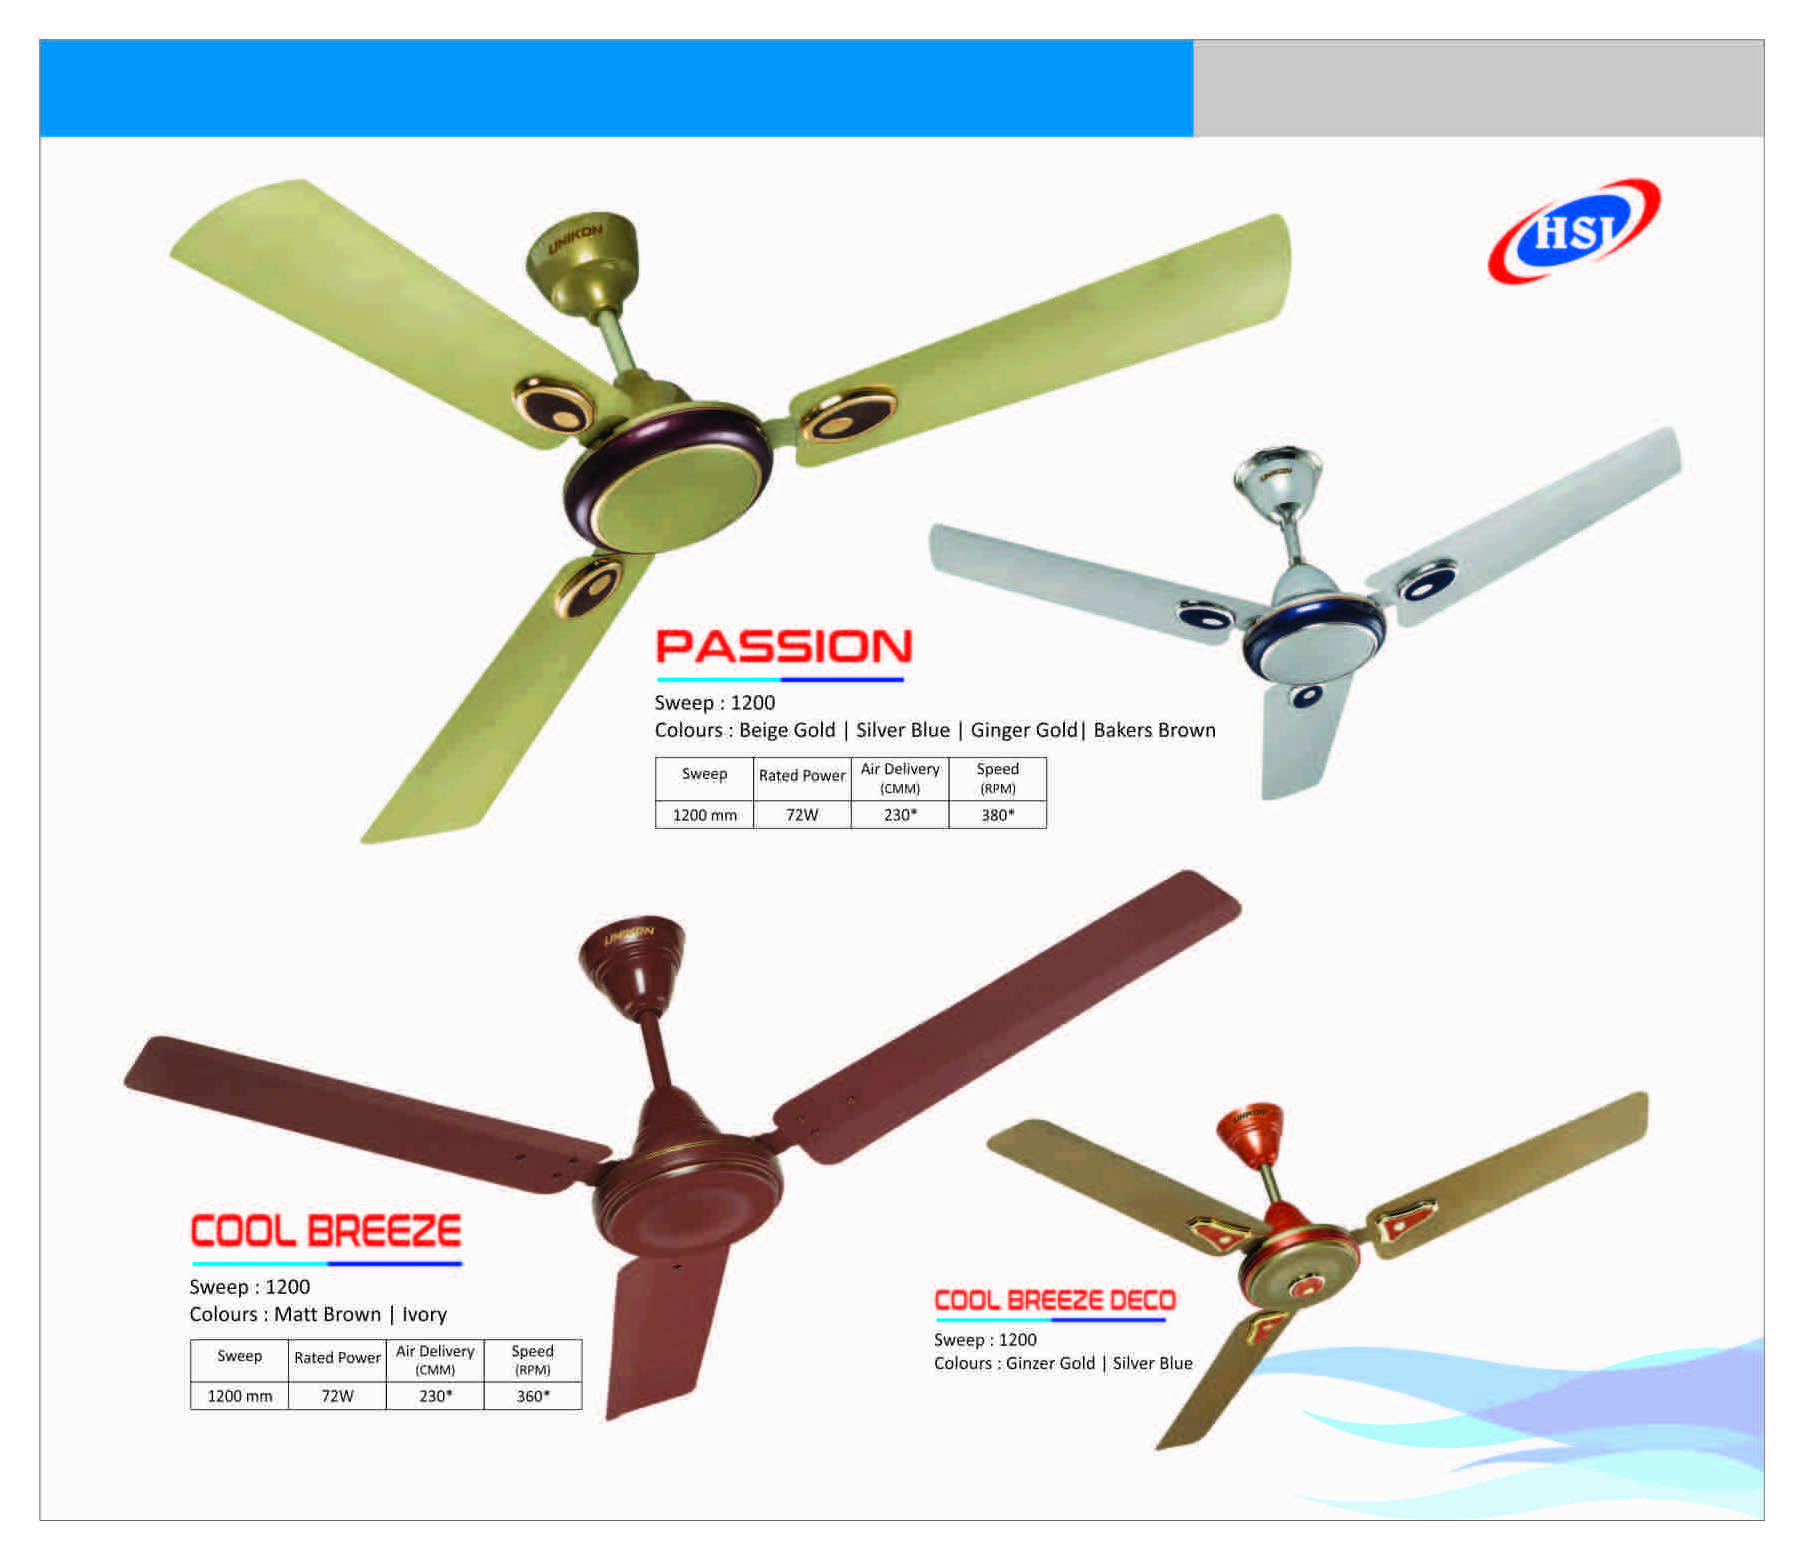 HSI
UNIKON
UNIKON
PASSION
Sweep : 1200
Colours : Beige Gold | Silver Blue | Ginger Gold| Bakers Brown
Sweep Rated Power Air Delivery (CMM) Speed (RPM)
1200 mm 72W 230* 380*
UNIKON
COOL BREEZE
Sweep : 1200
Colours : Matt Brown | Ivory
Sweep Rated Power Air Delivery (CMM) Speed (RPM)
1200 mm 72W 230* 360*
UNIKON
COOL BREEZE DECO
Sweep : 1200
Colours : Ginzer Gold | Silver Blue